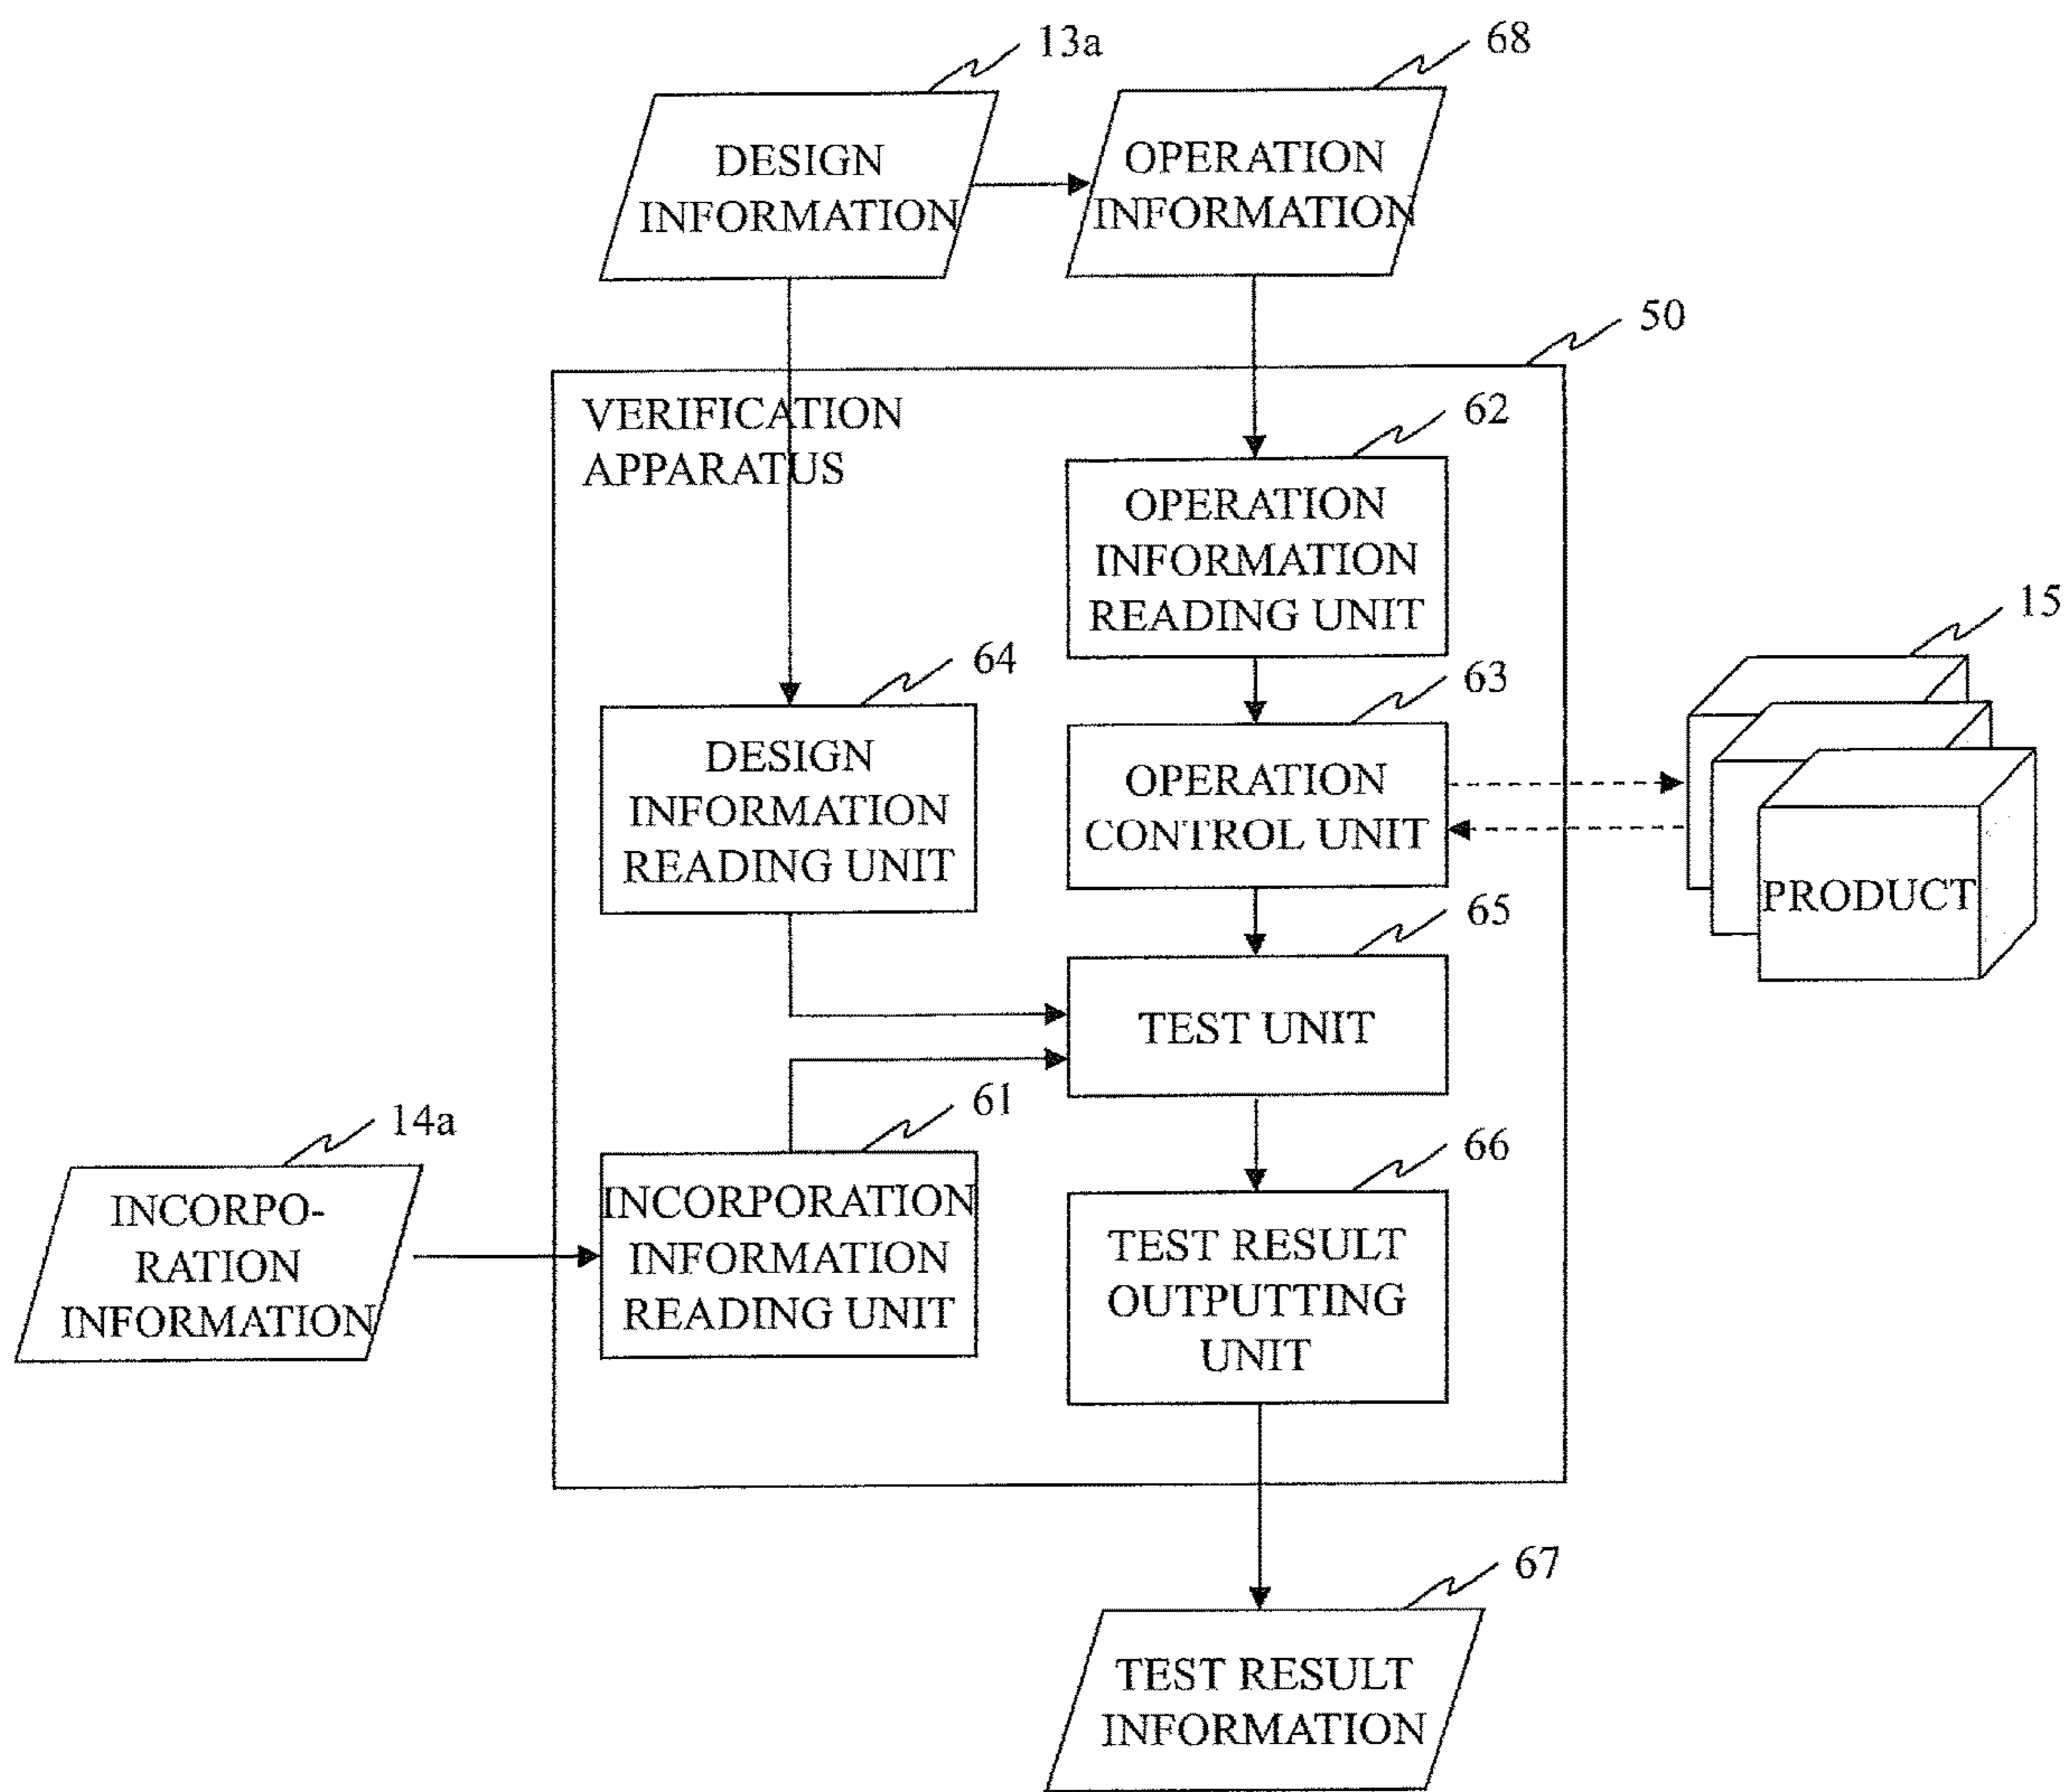 13a
68
DESIGN
INFORMATION
OPERATION
INFORMATION
50
VERIFICATION
APPARATUS
62
OPERATION
INFORMATION
READING UNIT
15
64
63
DESIGN
INFORMATION
READING UNIT
OPERATION
CONTROL UNIT
PRODUCT
65
TEST UNIT
61
14a
66
INCORPO-
RATION
INFORMATION
INCORPORATION
INFORMATION
READING UNIT
TEST RESULT
OUTPUTTING
UNIT
67
TEST RESULT
INFORMATION